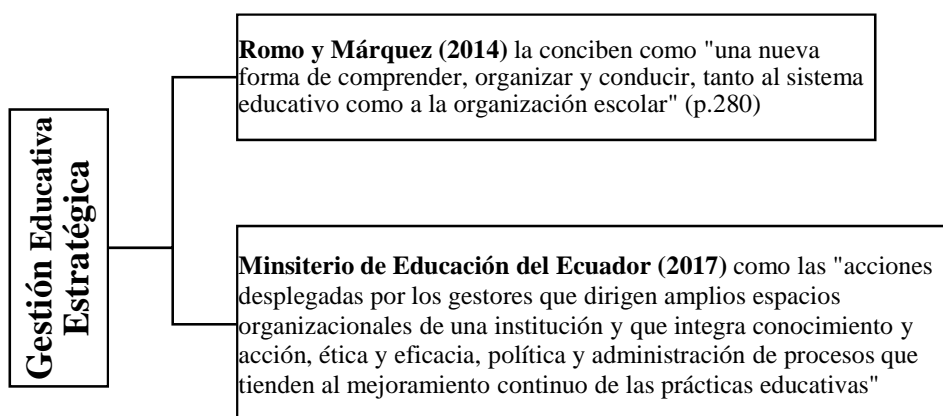 Gestión Educativa
Estratégica
Romo y Márquez (2014) la conciben como "una nueva
forma de comprender, organizar y conducir, tanto al sistema
educativo como a la organización escolar" (p.280)
Minsiterio de Educación del Ecuador (2017) como las "acciones
desplegadas por los gestores que dirigen amplios espacios
organizacionales de una institución y que integra conocimiento y
acción, ética y eficacia, política y administración de procesos que
tienden al mejoramiento continuo de las prácticas educativas"